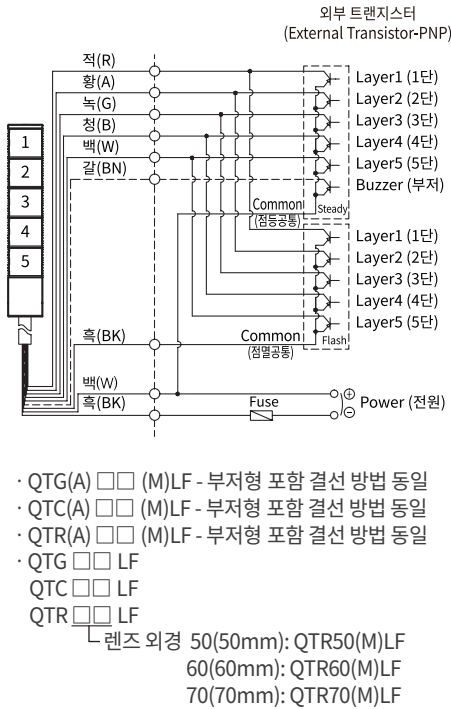 외부 트랜지스터
(External Transistor-PNP)
적(R)
황(A)
녹(G)
청(B)
백(W)
갈(BN)
Layer1 (1단)
Layer2 (2단)
Layer3 (3단)
Layer4 (4단)
Layer5 (5단)
Buzzer (부저)
1
2
3
4
5
Common
(점등공통)
Steady
Layer1 (1단)
Layer2 (2단)
Layer3 (3단)
Layer4 (4단)
Layer5 (5단)
흑(BK)
Common
(점멸공통)
Flash
백(W)
흑(BK)
Fuse
⊕
⊖
Power (전원)
· QTG(A) □□ (M)LF - 부저형 포함 결선 방법 동일
· QTC(A) □□ (M)LF - 부저형 포함 결선 방법 동일
· QTR(A) □□ (M)LF - 부저형 포함 결선 방법 동일
· QTG □□ LF
QTC □□ LF
QTR □□ LF
렌즈 외경 50(50mm): QTR50(M)LF
60(60mm): QTR60(M)LF
70(70mm): QTR70(M)LF